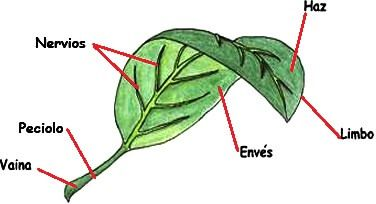 Haz
Nervios
Peciolo
Limbo
Envés
Vaina